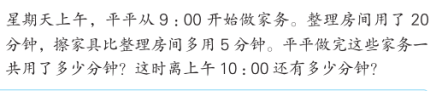 星期天上午，平平从 9：00 开始做家务。整理房间用了 20
分钟，擦家具比整理房间多用 5 分钟。平平做完这些家务一
共用了多少分钟？这时离上午 10：00 还有多少分钟？